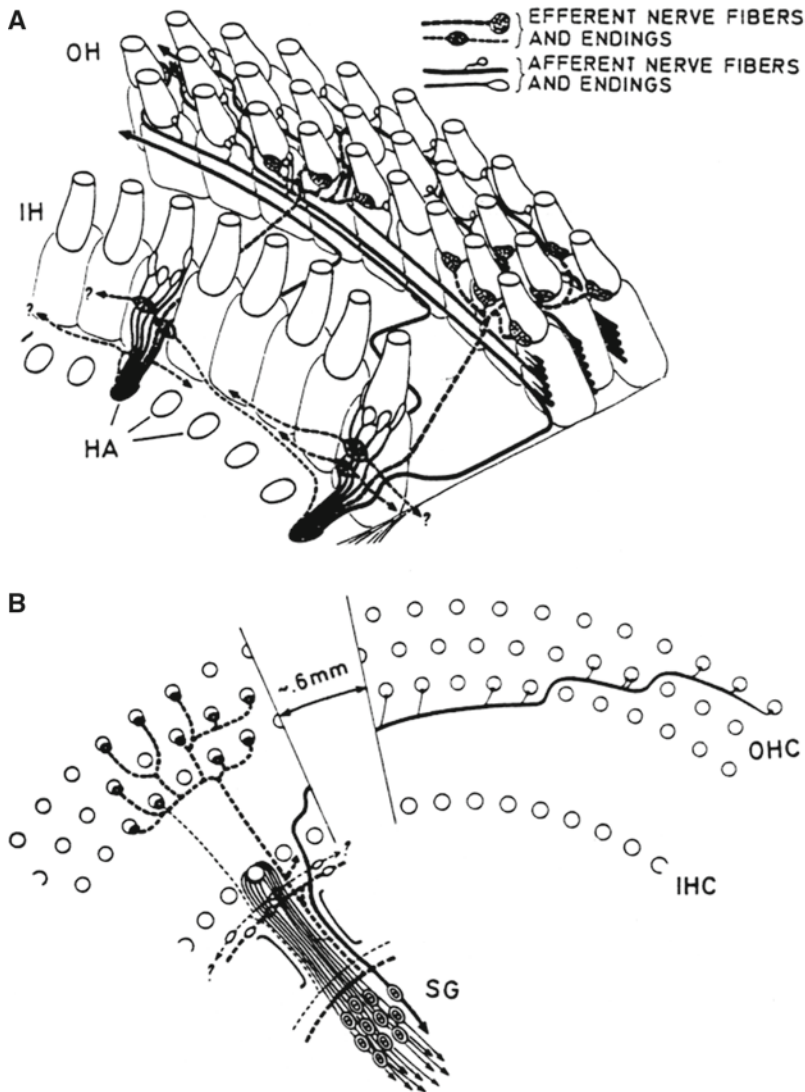 A
EFFERENT NERVE FIBERS
AND ENDINGS
AFFERENT NERVE FIBERS
AND ENDINGS
OH
IH
?
?
HA
?
B
~.6mm
OHC
IHC
?
?
SG